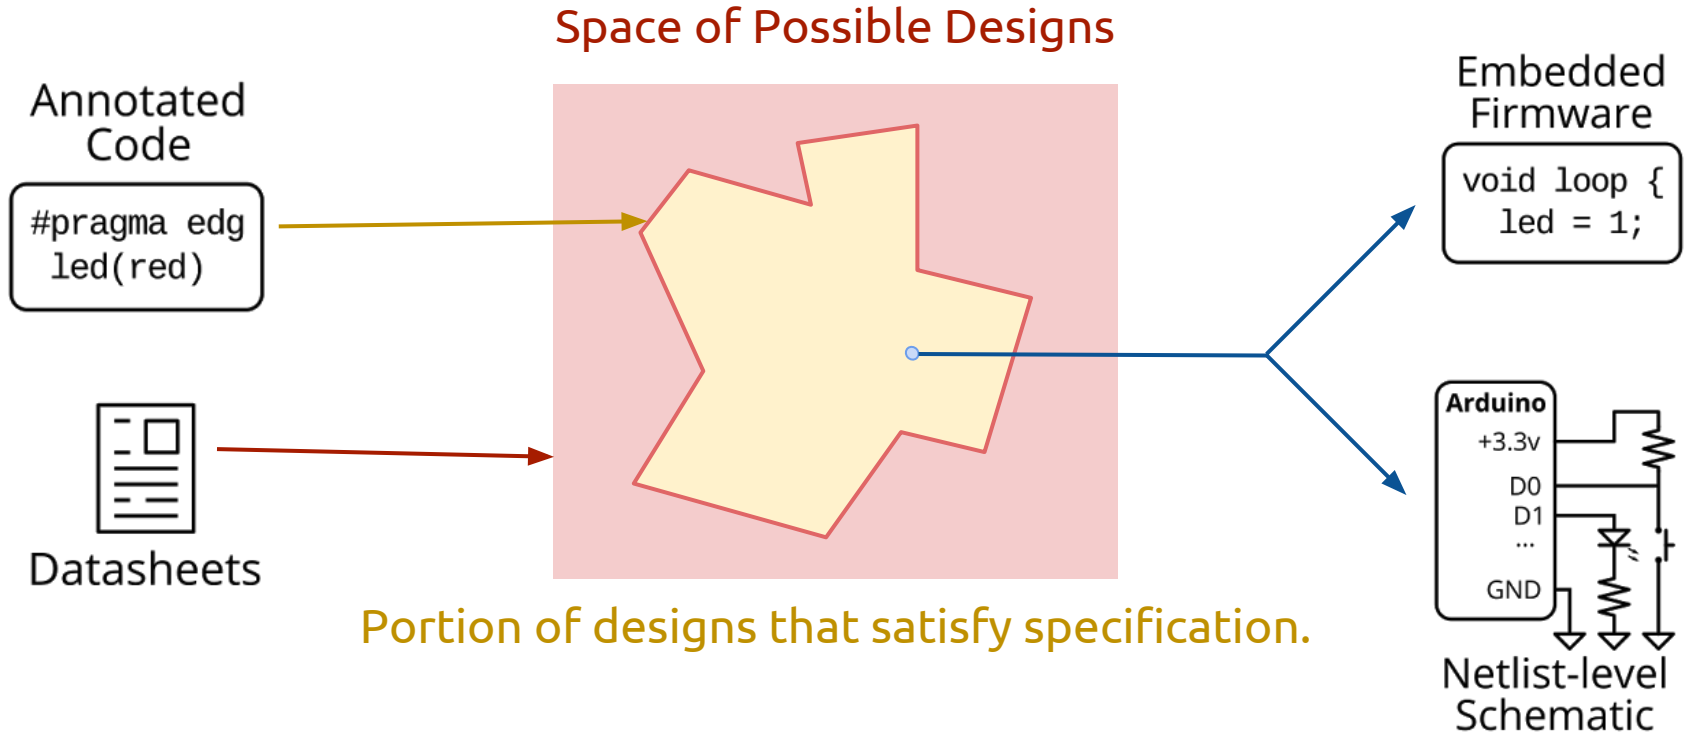 Space of Possible Designs
Annotated
Code
#pragma edg
led(red)
Datasheets
Portion of designs that satisfy specification.
Embedded
Firmware
void loop {
led = 1;
Arduino
+3.3v
D0
D1
...
GND
Netlist-level
Schematic